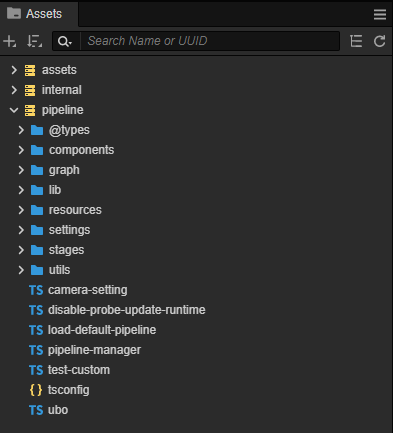 Assets
Search Name or UUID
assets
internal
pipeline
@types
components
graph
lib
resources
settings
stages
utils
TS camera-setting
TS disable-probe-update-runtime
TS load-default-pipeline
TS pipeline-manager
TS test-custom
{ } tsconfig
TS ubo